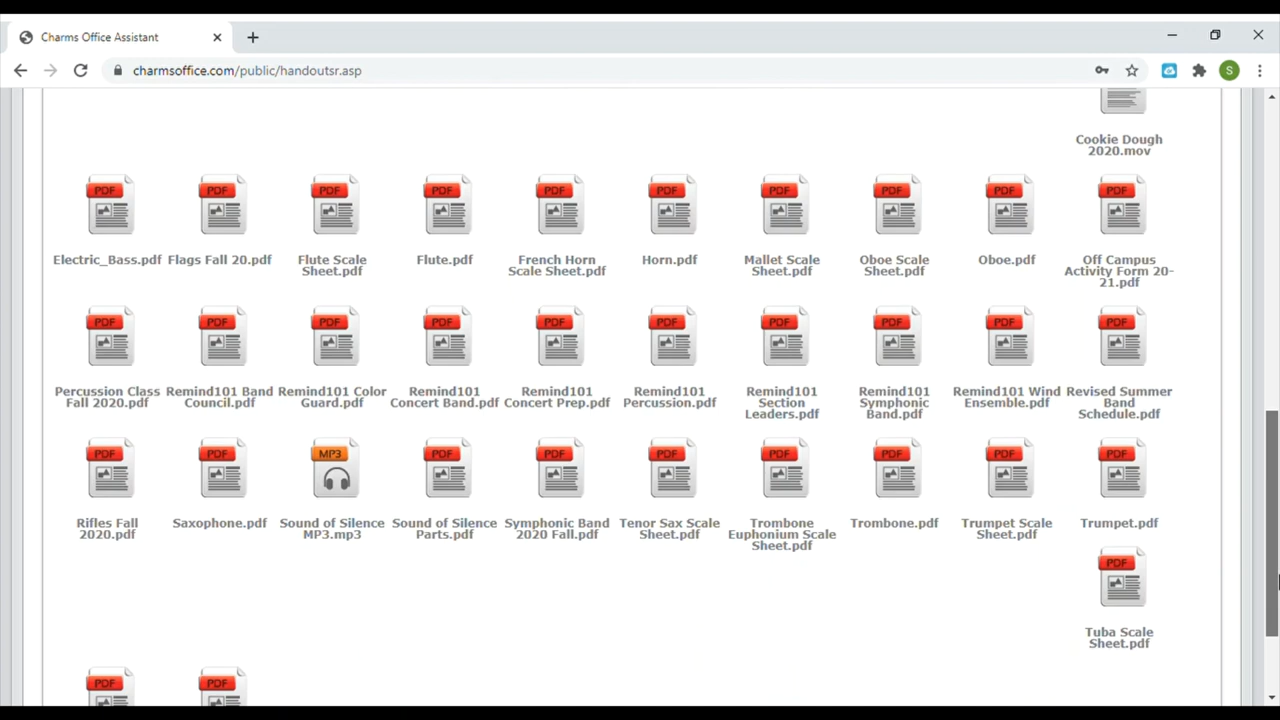 Charms Office Assistant
charmsoffice.com/public/handoutsr.asp
S
Cookie Dough
2020.mov
PDF PDF PDF PDF PDF PDF PDF PDF PDF PDF
Electric_Bass.pdf Flags Fall 20.pdf Flute Scale Flute.pdf French Horn Horn.pdf Mallet Scale Oboe Scale Oboe.pdf Off Campus
Sheet.pdf Scale Sheet.pdf Sheet.pdf Sheet.pdf Activity Form 20-
21.pdf
PDF PDF PDF PDF PDF PDF PDF PDF PDF PDF
Percussion Class Remind101 Band Remind101 Color Remind101 Remind101 Remind101 Remind101 Remind101 Remind101 Wind Revised Summer
Fall 2020.pdf Council.pdf Guard.pdf Concert Band.pdf Concert Prep.pdf Percussion.pdf Section Symphonic Ensemble.pdf Band
Leaders.pdf Band.pdf Schedule.pdf
PDF PDF MP3 PDF PDF PDF PDF PDF PDF PDF
Rifles Fall Saxophone.pdf Sound of Silence Sound of Silence Symphonic Band Tenor Sax Scale Trombone Trombone.pdf Trumpet Scale Trumpet.pdf
2020.pdf MP3.mp3 Parts.pdf 2020 Fall.pdf Sheet.pdf Euphonium Scale Sheet.pdf
Sheet.pdf
PDF
Tuba Scale
Sheet.pdf
PDF PDF